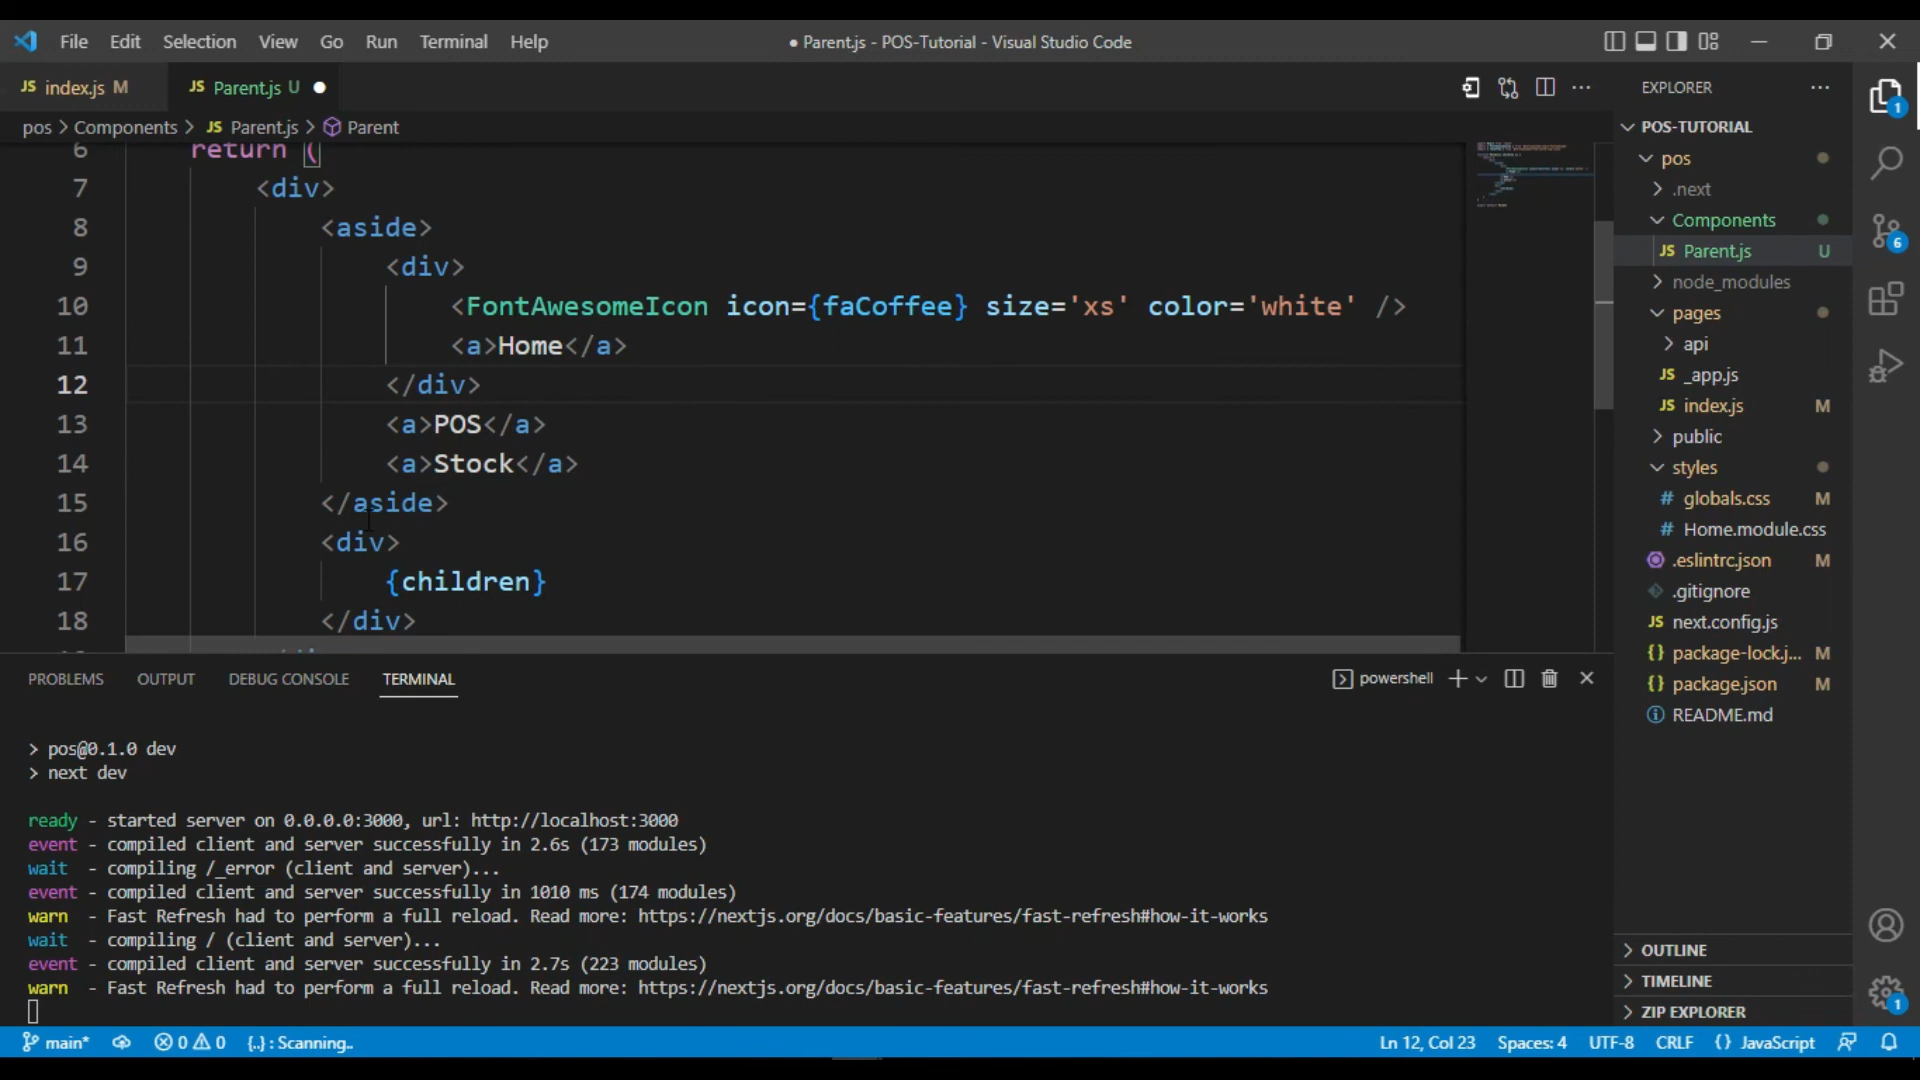 File Edit Selection View Go Run Terminal Help ● Parent.js - POS-Tutorial - Visual Studio Code
JS index.js M JS Parent.js U ●
pos > Components > JS Parent.js > Parent
6 return (
7 <div>
8 <aside>
9 <div>
10 <FontAwesomeIcon icon={faCoffee} size='xs' color='white' />
11 <a>Home</a>
12 </div>
13 <a>POS</a>
14 <a>Stock</a>
15 </aside>
16 <div>
17 {children}
18 </div>
PROBLEMS OUTPUT DEBUG CONSOLE TERMINAL powershell
> pos@0.1.0 dev
> next dev
ready - started server on 0.0.0.0:3000, url: http://localhost:3000
event - compiled client and server successfully in 2.6s (173 modules)
wait - compiling /_error (client and server)...
event - compiled client and server successfully in 1010 ms (174 modules)
warn - Fast Refresh had to perform a full reload. Read more: https://nextjs.org/docs/basic-features/fast-refresh#how-it-works
wait - compiling / (client and server)...
event - compiled client and server successfully in 2.7s (223 modules)
warn - Fast Refresh had to perform a full reload. Read more: https://nextjs.org/docs/basic-features/fast-refresh#how-it-works
EXPLORER
POS-TUTORIAL
pos
.next
Components
JS Parent.js U
node_modules
pages
api
JS _app.js
JS index.js M
public
styles
# globals.css M
# Home.module.css
.eslintrc.json M
.gitignore
JS next.config.js
{} package-lock.j... M
{} package.json M
README.md
OUTLINE
TIMELINE
ZIP EXPLORER
1
6
1
main* 0 0 {..} : Scanning.. Ln 12, Col 23 Spaces: 4 UTF-8 CRLF {} JavaScript